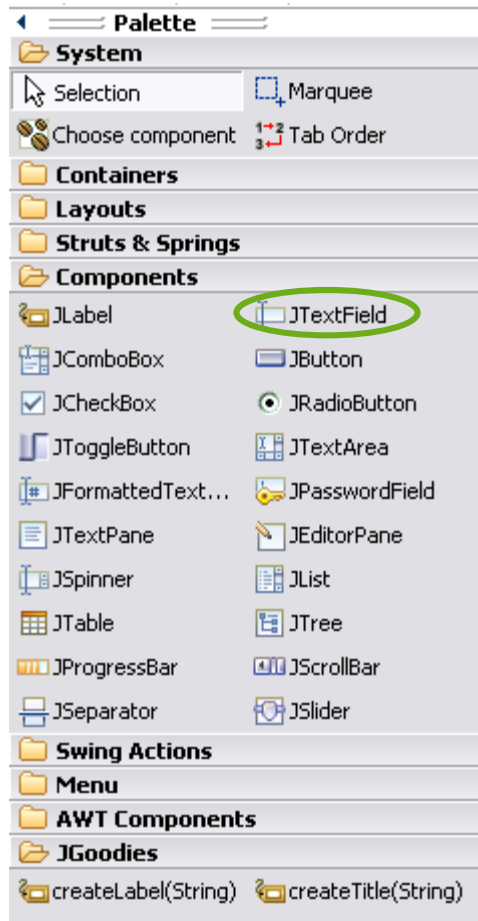 Palette
System
Selection Marquee
Choose component Tab Order
Containers
Layouts
Struts & Springs
Components
JLabel JTextField
JComboBox JButton
JCheckBox JRadioButton
JToggleButton JTextArea
JFormattedText... JPasswordField
JTextPane JEditorPane
JSpinner JList
JTable JTree
JProgressBar JScrollBar
JSeparator JSlider
Swing Actions
Menu
AWT Components
JGoodies
createLabel(String) createTitle(String)